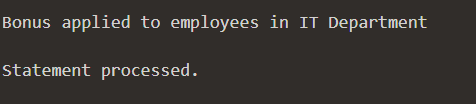 Bonus applied to employees in IT Department
Statement processed.